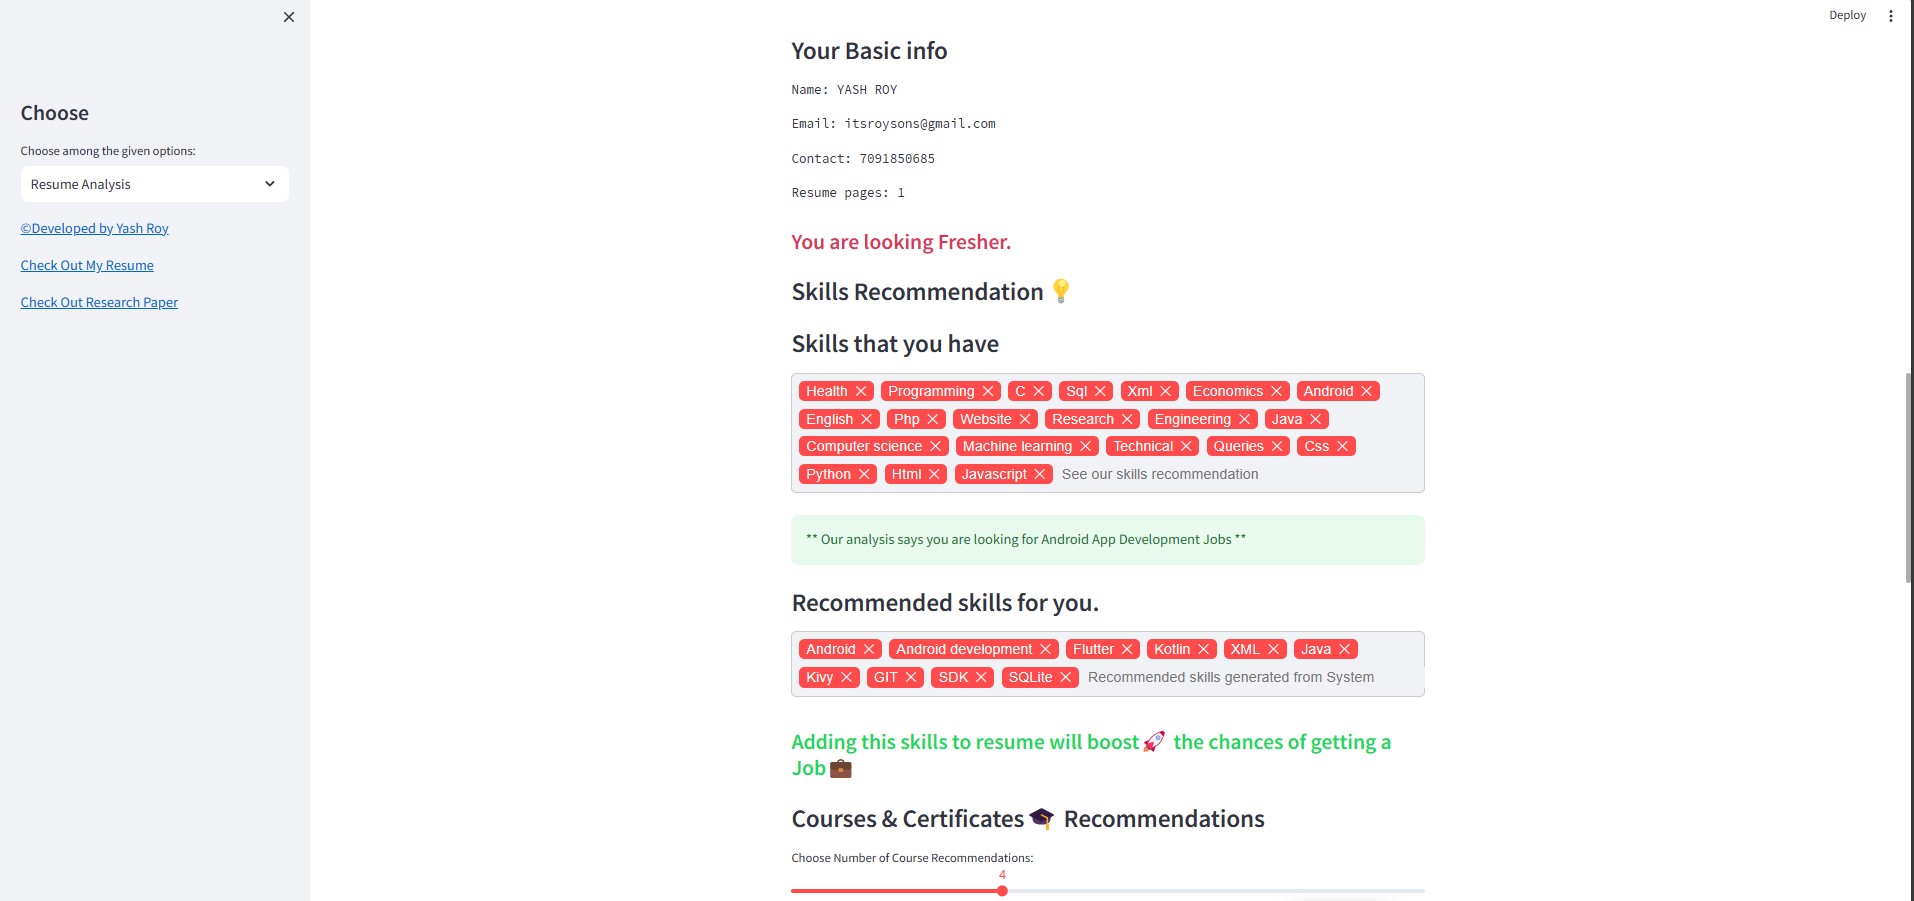 Deploy
Choose
Choose among the given options:
Resume Analysis
©Developed by Yash Roy
Check Out My Resume
Check Out Research Paper
Your Basic info
Name: YASH ROY
Email: itsroysons@gmail.com
Contact: 7091850685
Resume pages: 1
You are looking Fresher.
Skills Recommendation 💡
Skills that you have
Health Programming C Sql Xml Economics Android
English Php Website Research Engineering Java
Computer science Machine learning Technical Queries Css
Python Html Javascript See our skills recommendation
** Our analysis says you are looking for Android App Development Jobs **
Recommended skills for you.
Android Android development Flutter Kotlin XML Java
Kivy GIT SDK SQLite Recommended skills generated from System
Adding this skills to resume will boost🚀 the chances of getting a
Job💼
Courses & Certificates🎓 Recommendations
Choose Number of Course Recommendations:
4